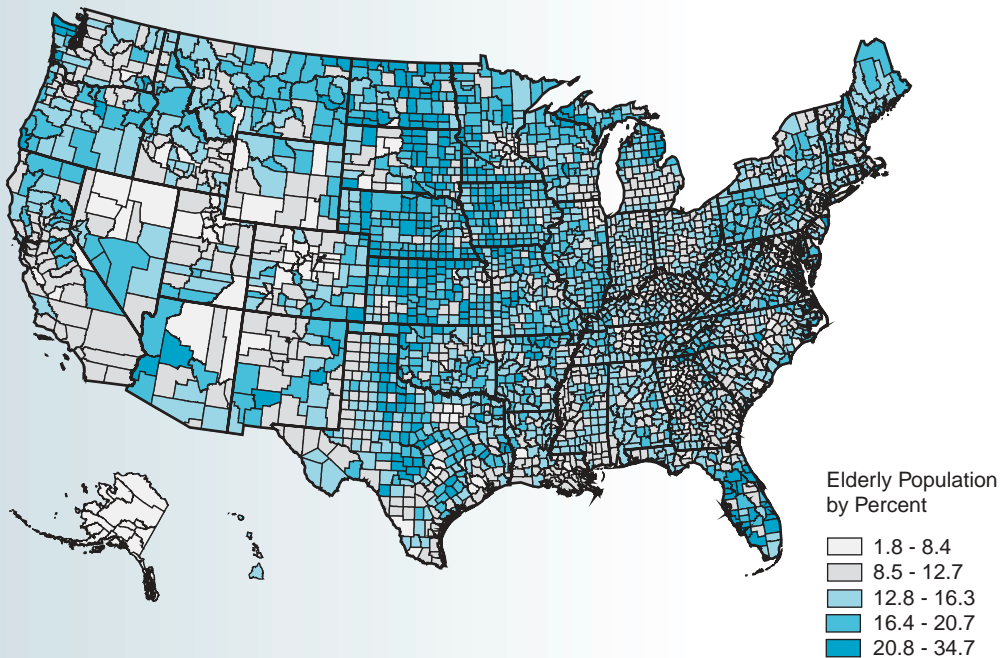 Elderly Population
by Percent
1.8 - 8.4
8.5 - 12.7
12.8 - 16.3
16.4 - 20.7
20.8 - 34.7